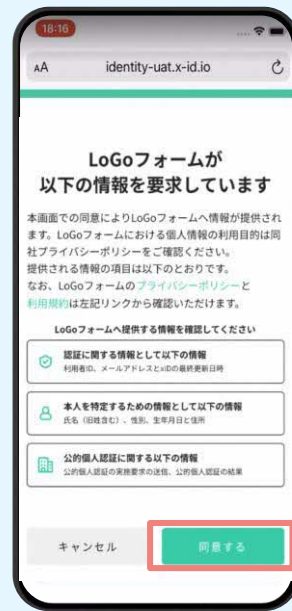 18:16
AA identity-uat.x-id.io
LoGoフォームが
以下の情報を要求しています
本画面での同意によりLoGoフォームへ情報が提供され
ます。LoGoフォームにおける個人情報の利用目的は同
社プライバシーポリシーをご確認ください。
提供される情報の項目は以下のとおりです。
なお、LoGoフォームのプライバシーポリシーと
利用規約は左記リンクから確認いただけます。
LoGoフォームへ提供する情報を確認してください
認証に関する情報として以下の情報
利用者ID、メールアドレスとxIDの最終更新日時
本人を特定するための情報として以下の情報
氏名（旧姓含む）、性別、生年月日と住所
公的個人認証に関する以下の情報
公的個人認証の実施要求の送信、公的個人認証の結果
キャンセル 同意する